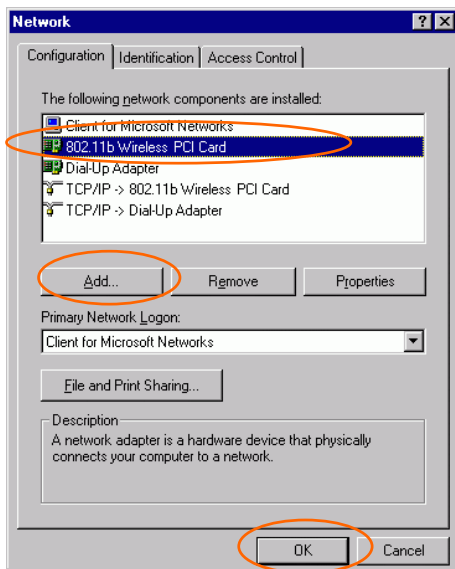 Network
Configuration Identification Access Control
The following network components are installed:
Client for Microsoft Networks
802.11b Wireless PCI Card
Dial-Up Adapter
TCP/IP -> 802.11b Wireless PCI Card
TCP/IP -> Dial-Up Adapter
Add... Remove Properties
Primary Network Logon:
Client for Microsoft Networks
File and Print Sharing...
Description
A network adapter is a hardware device that physically
connects your computer to a network.
OK Cancel